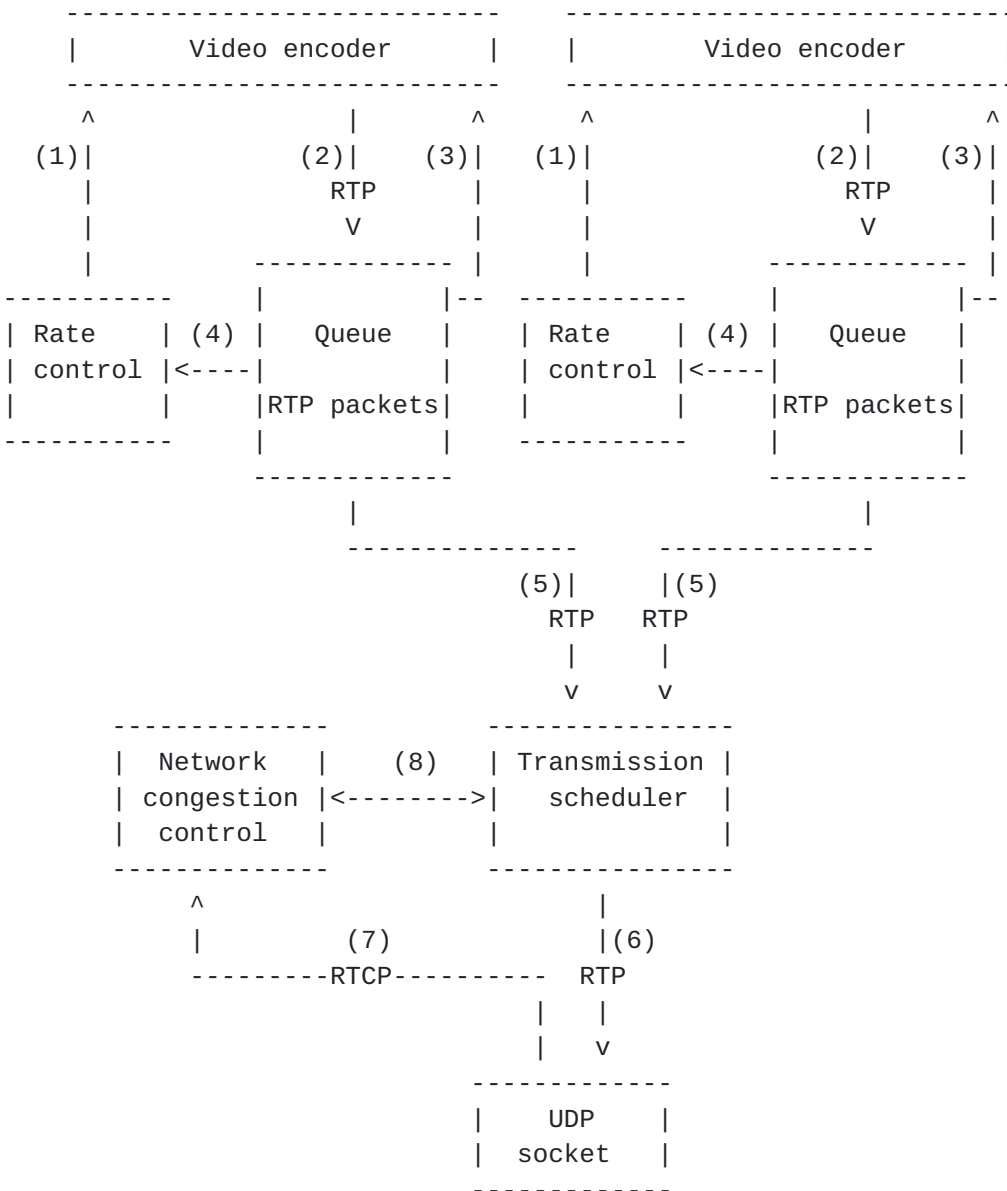 Video encoder Video encoder
(1) (2) (3) (1) (2) (3)
RTP RTP
V V
Rate (4) Queue Rate (4) Queue
control control
RTP packets RTP packets
(5) (5)
RTP RTP
v v
Network (8) Transmission
congestion scheduler
control
(7) (6)
RTCP RTP
v
UDP
socket